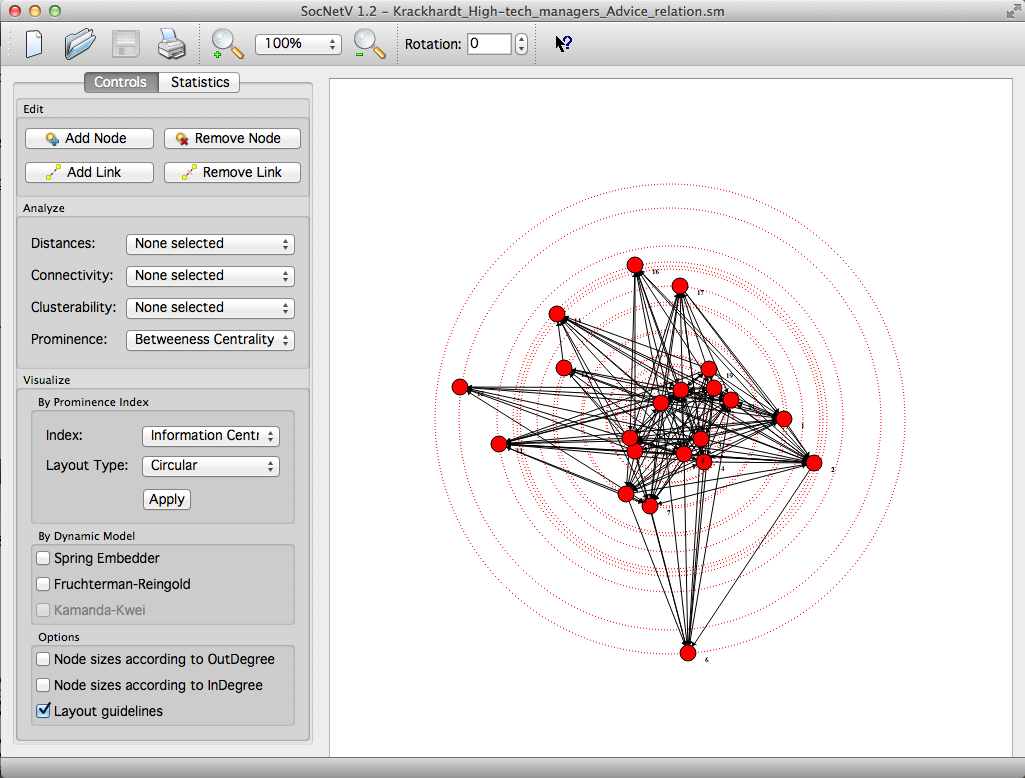 SocNetV 1.2 – Krackhardt_High-tech_managers_Advice_relation.sm
100%
Rotation: 0
Controls Statistics
Edit
Add Node Remove Node
Add Link Remove Link
Analyze
Distances: None selected
Connectivity: None selected
Clusterability: None selected
Prominence: Betweeness Centrality
Visualize
By Prominence Index
Index: Information Centr
Layout Type: Circular
Apply
By Dynamic Model
Spring Embedder
Fruchterman-Reingold
Kamanda-Kwei
Options
Node sizes according to OutDegree
Node sizes according to InDegree
Layout guidelines
16
17
19
1
2
4
7
6